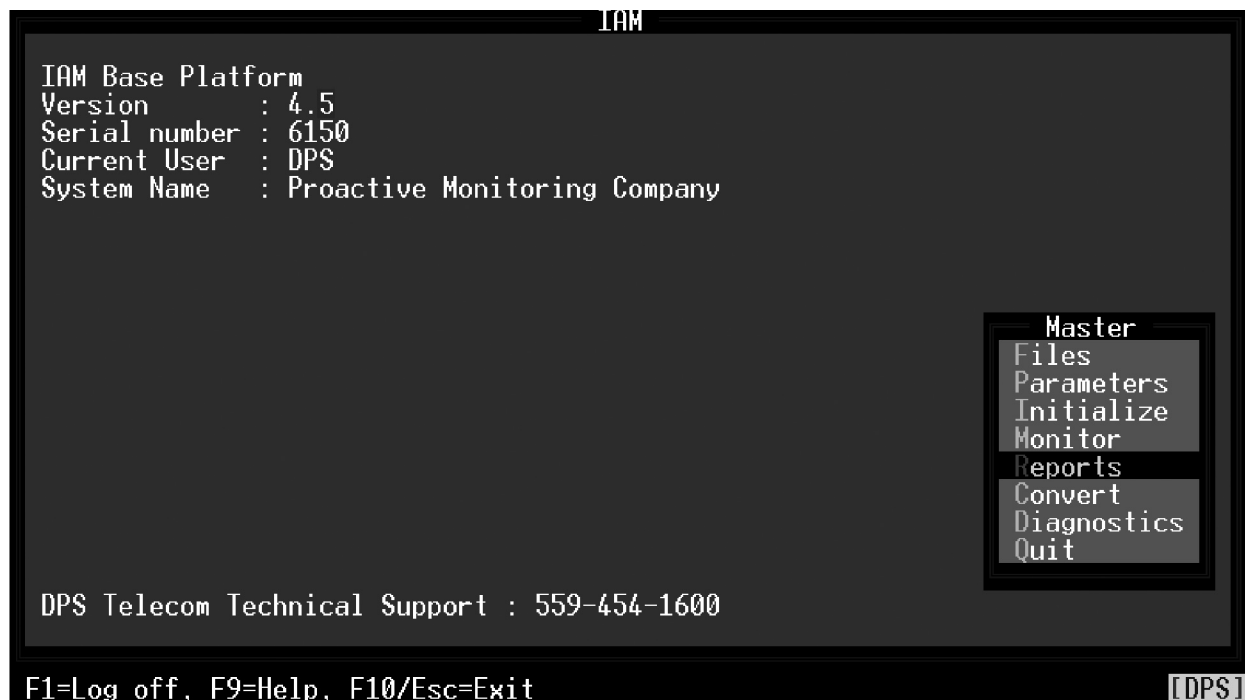 IAM
IAM Base Platform
Version       : 4.5
Serial number : 6150
Current User  : DPS
System Name   : Proactive Monitoring Company
Master
Files
Parameters
Initialize
Monitor
Reports
Convert
Diagnostics
Quit
DPS Telecom Technical Support : 559-454-1600
F1=Log off, F9=Help, F10/Esc=Exit [DPS]